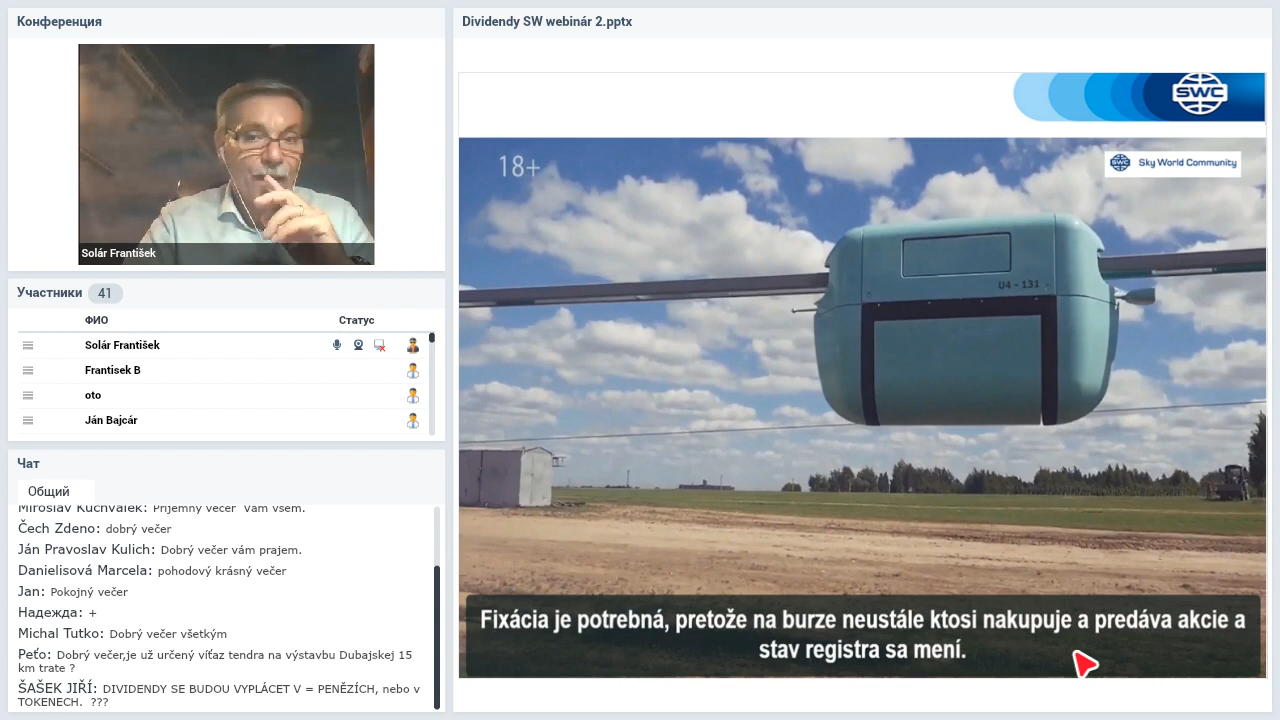 Конференция
Solár František
Участники 41
ФИО Статус
Solár František
Frantisek B
oto
Ján Bajcár
Чат
Общий
Miroslav Kuchválek: Príjemný večer Vám všem.
Čech Zdeno: dobrý večer
Ján Pravoslav Kulich: Dobrý večer vám prajem.
Danielisová Marcela: pohodový krásný večer
Jan: Pokojný večer
Надежда: +
Michal Tutko: Dobrý večer všetkým
Peťo: Dobrý večer,je už určený víťaz tendra na výstavbu Dubajskej 15
km trate ?
ŠAŠEK JIŘÍ: DIVIDENDY SE BUDOU VYPLÁCET V = PENĚZÍCH, nebo v
TOKENECH. ???
Dividendy SW webinár 2.pptx
SWC
18+
Sky World Community
U4 - 131
Fixácia je potrebná, pretože na burze neustále ktosi nakupuje a predáva akcie a
stav registra sa mení.